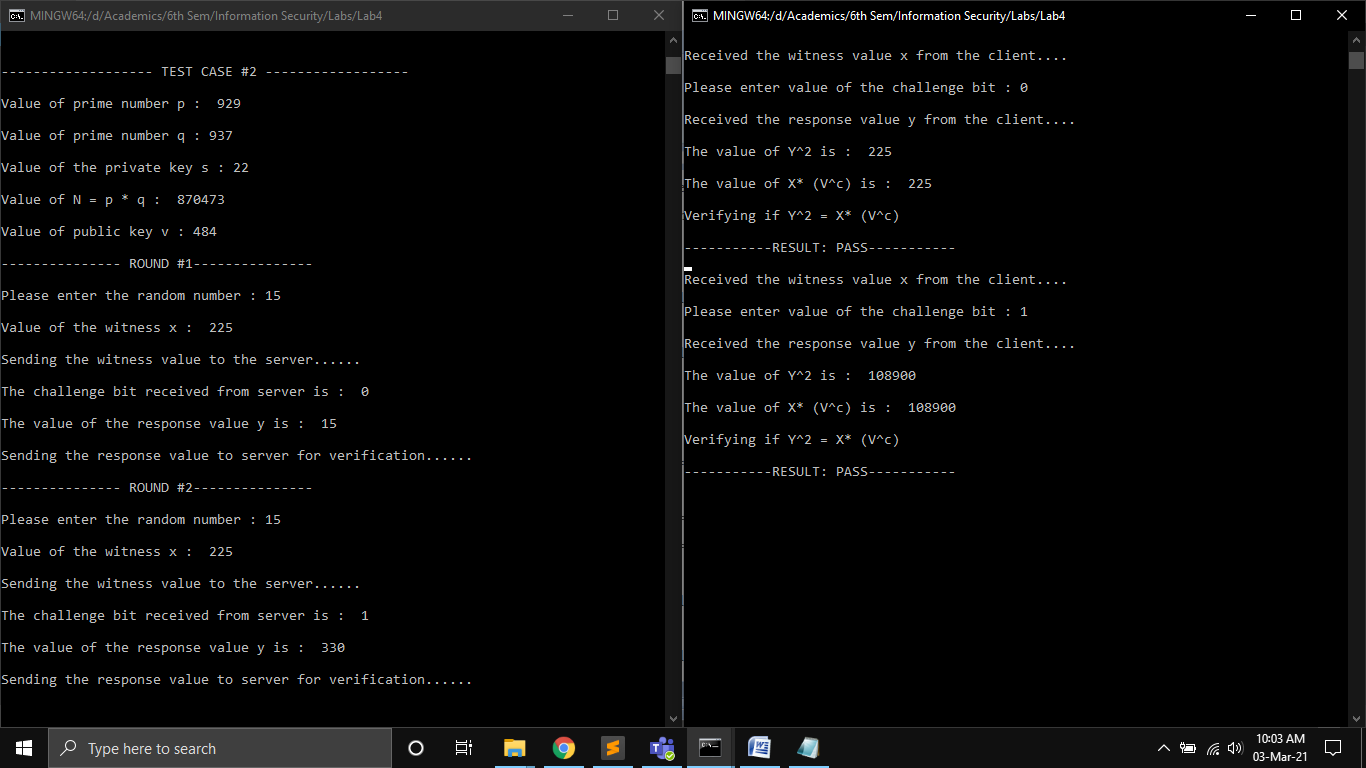 MINGW64:/d/Academics/6th Sem/Information Security/Labs/Lab4
------------------- TEST CASE #2 ------------------
Value of prime number p :  929
Value of prime number q : 937
Value of the private key s : 22
Value of N = p * q :  870473
Value of public key v : 484
--------------- ROUND #1---------------
Please enter the random number : 15
Value of the witness x :  225
Sending the witness value to the server......
The challenge bit received from server is :  0
The value of the response value y is :  15
Sending the response value to server for verification......
--------------- ROUND #2---------------
Please enter the random number : 15
Value of the witness x :  225
Sending the witness value to the server......
The challenge bit received from server is :  1
The value of the response value y is :  330
Sending the response value to server for verification......
MINGW64:/d/Academics/6th Sem/Information Security/Labs/Lab4
Received the witness value x from the client....
Please enter value of the challenge bit : 0
Received the response value y from the client....
The value of Y^2 is :  225
The value of X* (V^c) is :  225
Verifying if Y^2 = X* (V^c)
-----------RESULT: PASS-----------
Received the witness value x from the client....
Please enter value of the challenge bit : 1
Received the response value y from the client....
The value of Y^2 is :  108900
The value of X* (V^c) is :  108900
Verifying if Y^2 = X* (V^c)
-----------RESULT: PASS-----------
Type here to search
10:03 AM
03-Mar-21